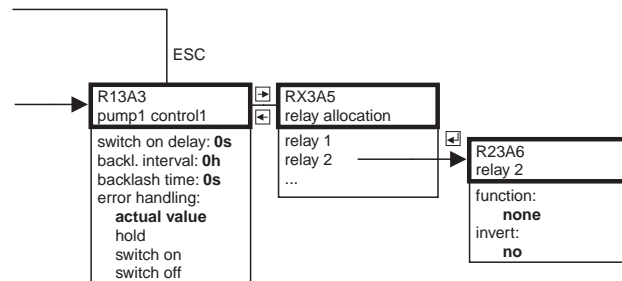 ESC
R13A3
pump1 control1
switch on delay: 0s
backl. interval: 0h
backlash time: 0s
error handling:
actual value
hold
switch on
switch off
RX3A5
relay allocation
relay 1
relay 2
...
R23A6
relay 2
function:
none
invert:
no